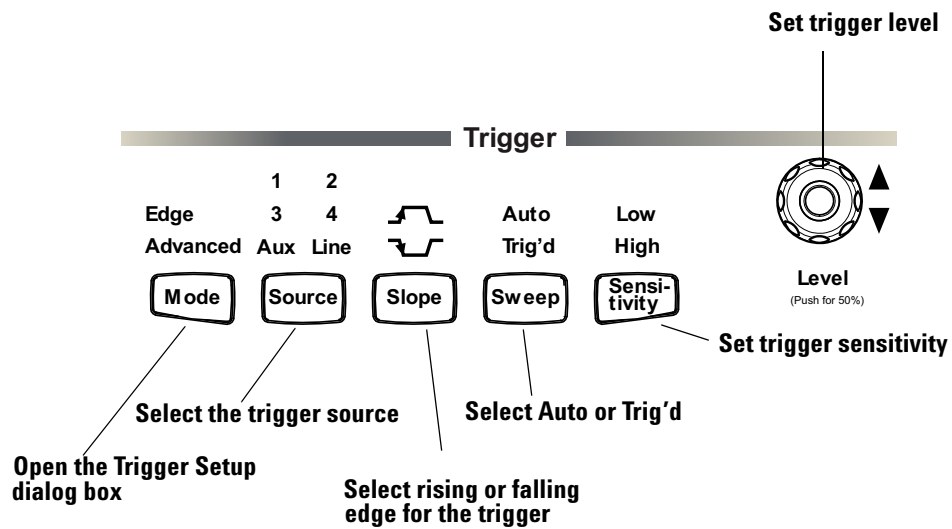 Set trigger level
Trigger
1 2
Edge 3 4 Auto Low
Advanced Aux Line Trig'd High
Mode Source Slope Sweep Sensi-
tivity
Level
(Push for 50%)
Set trigger sensitivity
Select the trigger source
Select Auto or Trig'd
Open the Trigger Setup
dialog box
Select rising or falling
edge for the trigger